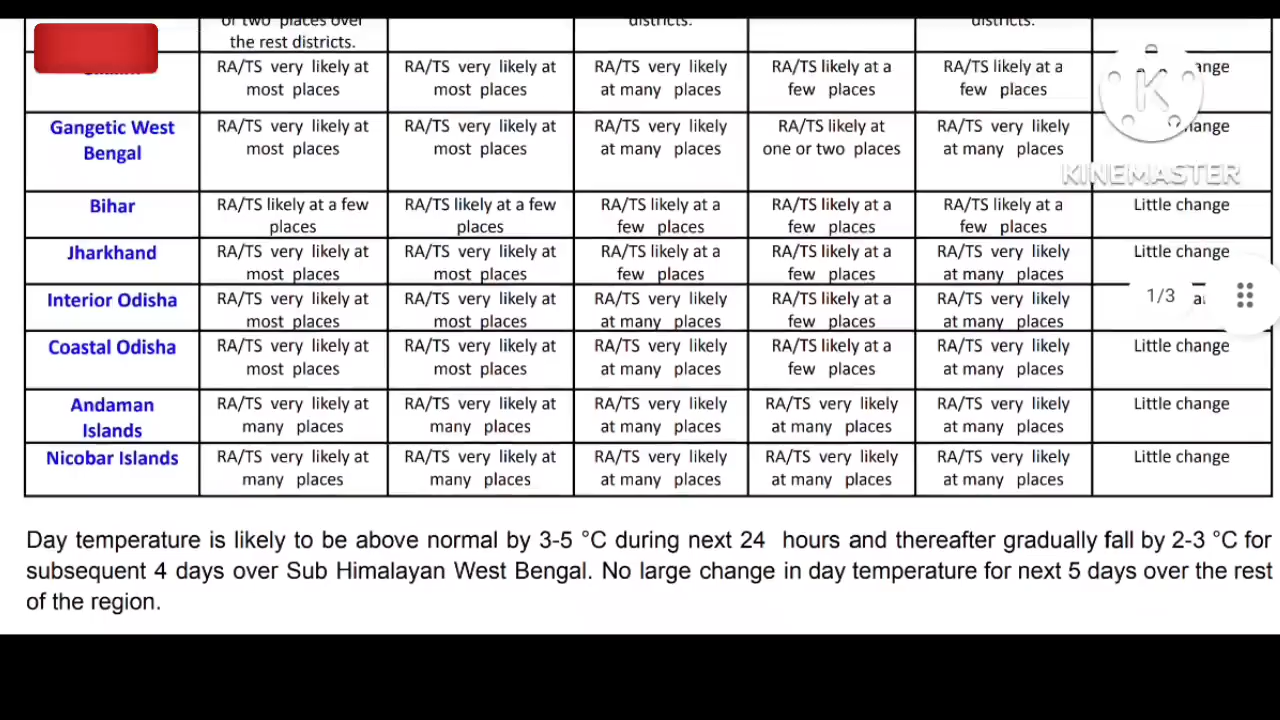 or two places over
the rest districts.
districts.
districts.
RA/TS very likely at most places
RA/TS very likely at most places
RA/TS very likely at many places
RA/TS likely at a few places
RA/TS likely at a few places
Gangetic West Bengal
RA/TS very likely at most places
RA/TS very likely at most places
RA/TS very likely at many places
RA/TS likely at one or two places
RA/TS very likely at many places
KINEMASTER
Bihar
RA/TS likely at a few places
RA/TS likely at a few places
RA/TS likely at a few places
RA/TS likely at a few places
RA/TS likely at a few places
Little change
Jharkhand
RA/TS very likely at most places
RA/TS very likely at most places
RA/TS likely at a few places
RA/TS likely at a few places
RA/TS very likely at many places
Little change
Interior Odisha
RA/TS very likely at most places
RA/TS very likely at most places
RA/TS very likely at many places
RA/TS likely at a few places
RA/TS very likely at many places
1/3
Coastal Odisha
RA/TS very likely at most places
RA/TS very likely at most places
RA/TS very likely at many places
RA/TS likely at a few places
RA/TS very likely at many places
Little change
Andaman Islands
RA/TS very likely at many places
RA/TS very likely at many places
RA/TS very likely at many places
RA/TS very likely at many places
RA/TS very likely at many places
Little change
Nicobar Islands
RA/TS very likely at many places
RA/TS very likely at many places
RA/TS very likely at many places
RA/TS very likely at many places
RA/TS very likely at many places
Little change
Day temperature is likely to be above normal by 3-5 °C during next 24 hours and thereafter gradually fall by 2-3 °C for
subsequent 4 days over Sub Himalayan West Bengal. No large change in day temperature for next 5 days over the rest
of the region.